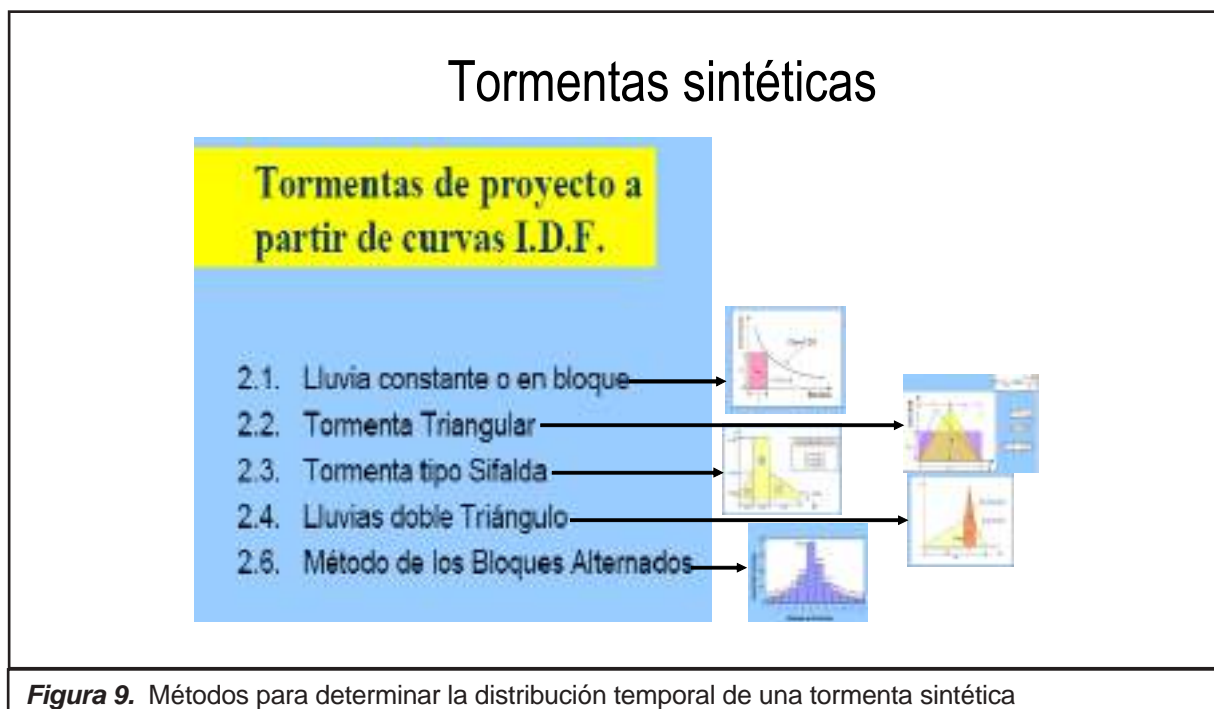 Tormentas sintéticas
Tormentas de proyecto a
partir de curvas I.D.F.
2.1. Lluvia constante o en bloque
2.2. Tormenta Triangular
2.3. Tormenta tipo Sifalda
2.4. Lluvias doble Triángulo
2.6. Método de los Bloques Alternados
Figura 9. Métodos para determinar la distribución temporal de una tormenta sintética